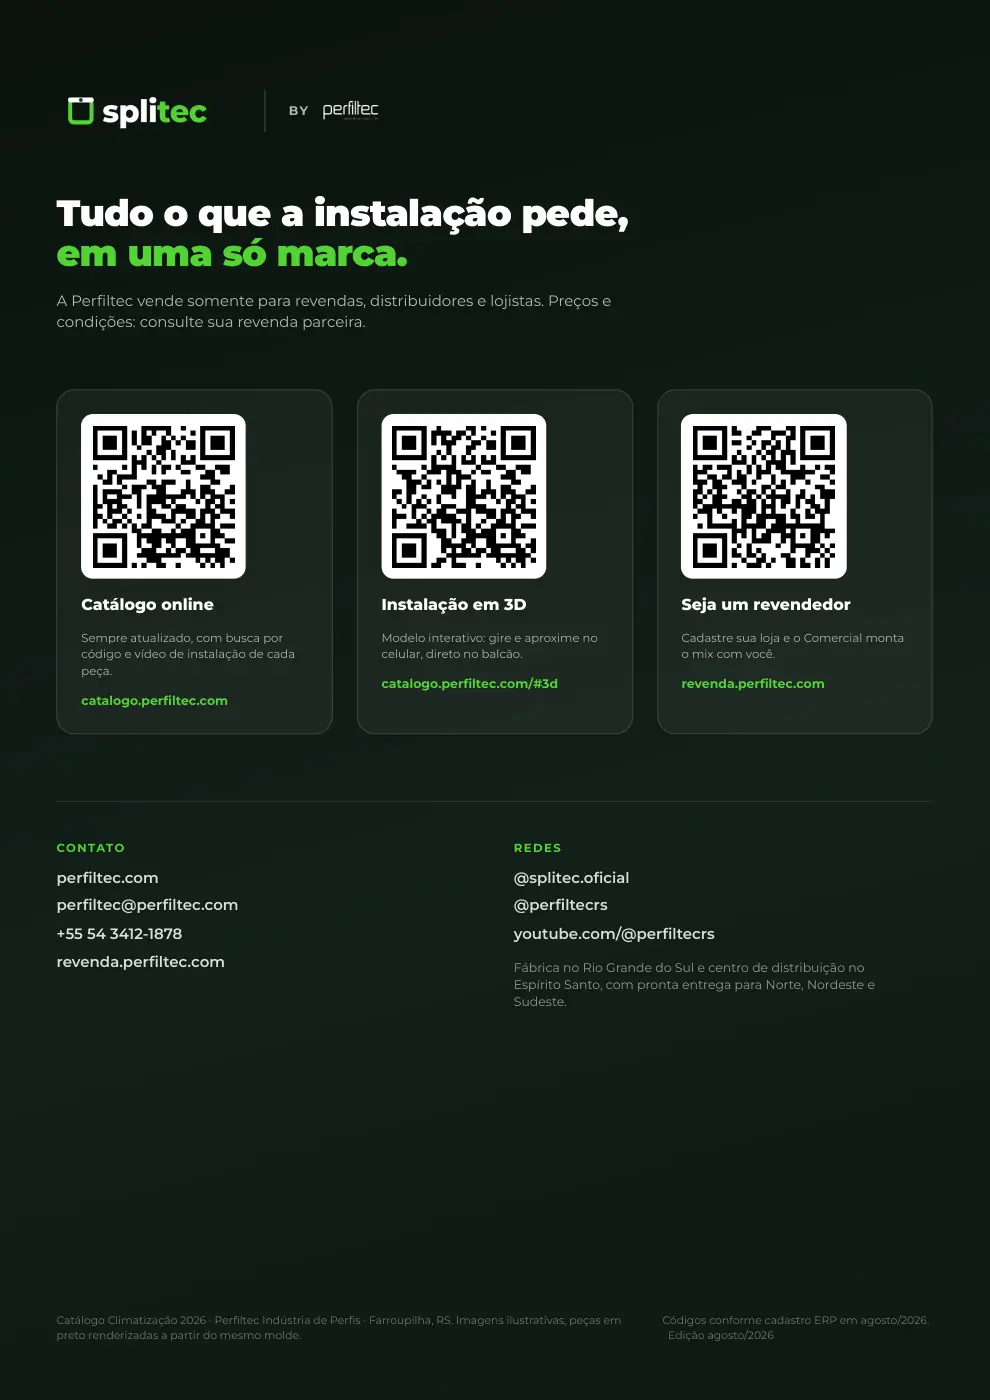 splitec
BY perfiltec
Tudo o que a instalação pede,
em uma só marca.
A Perfiltec vende somente para revendas, distribuidores e lojistas. Preços e
condições: consulte sua revenda parceira.
Catálogo online
Sempre atualizado, com busca por
código e vídeo de instalação de cada
peça.
catalogo.perfiltec.com
Instalação em 3D
Modelo interativo: gire e aproxime no
celular, direto no balcão.
catalogo.perfiltec.com/#3d
Seja um revendedor
Cadastre sua loja e o Comercial monta
o mix com você.
revenda.perfiltec.com
CONTATO
perfiltec.com
perfiltec@perfiltec.com
+55 54 3412-1878
revenda.perfiltec.com
REDES
@splitec.oficial
@perfiltecrs
youtube.com/@perfiltecrs
Fábrica no Rio Grande do Sul e centro de distribuição no
Espírito Santo, com pronta entrega para Norte, Nordeste e
Sudeste.
Catálogo Climatização 2026 · Perfiltec Indústria de Perfis · Farroupilha, RS. Imagens ilustrativas, peças em
preto renderizadas a partir do mesmo molde.
Códigos conforme cadastro ERP em agosto/2026.
Edição agosto/2026